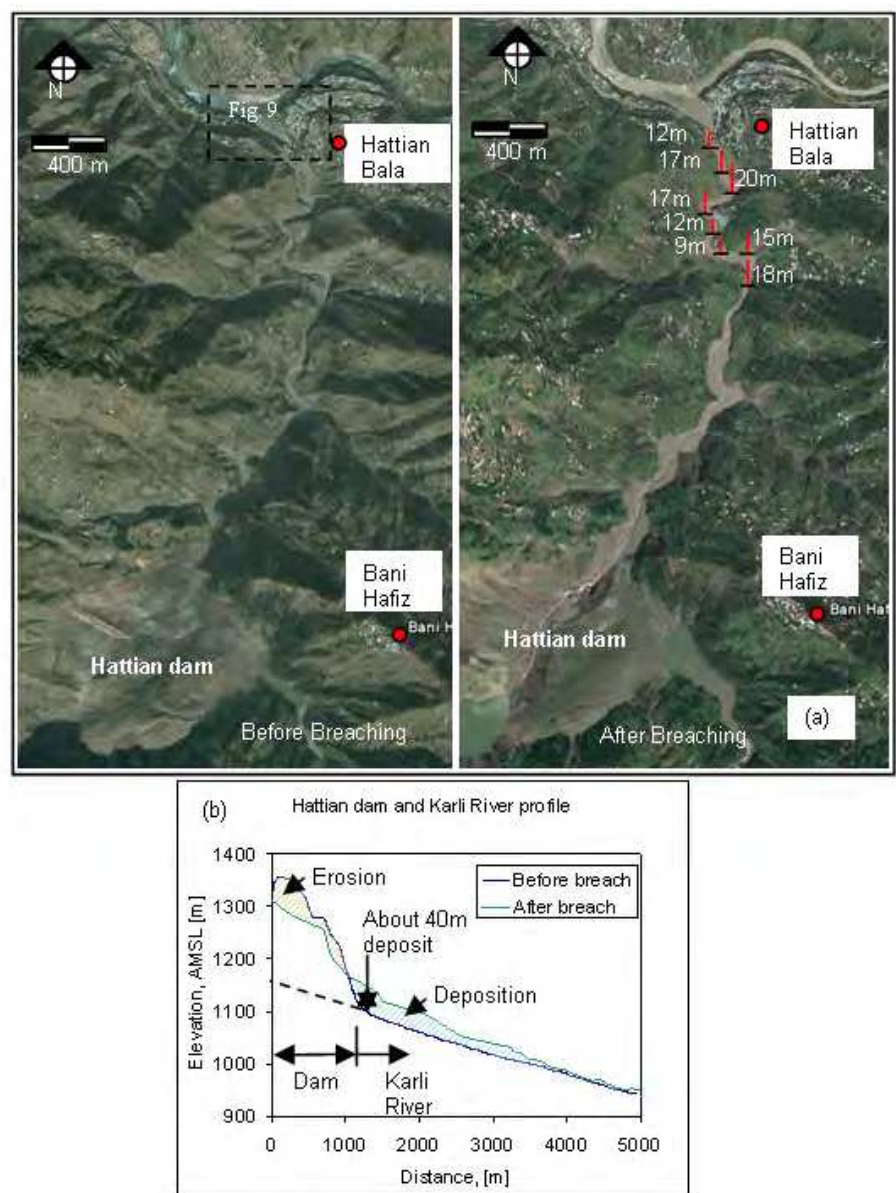 N
400 m
Fig. 9
Hattian
Bala
Bani
Hafiz
Bani H
Hattian dam
Before Breaching
N
400 m
12m
17m
20m
17m
12m
9m
15m
18m
Hattian
Bala
Bani
Hafiz
Bani Haf
Hattian dam
(a)
After Breaching
(b)
Hattian dam and Karli River profile
Elevation, AMSL [m]
1400
1300
1200
1100
1000
900
Erosion
Before breach
After breach
About 40m
deposit
Deposition
Dam
Karli
River
0
1000
2000
3000
4000
5000
Distance, [m]